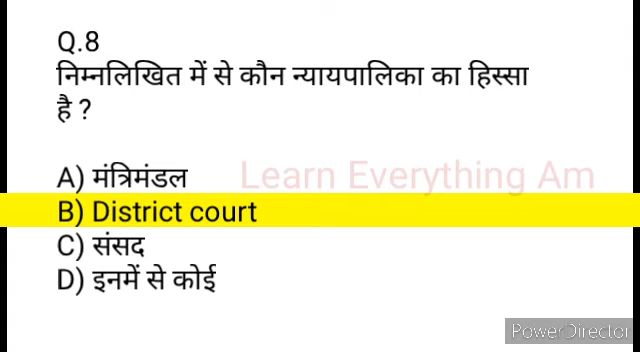 Q.8
निम्नलिखित में से कौन न्यायपालिका का हिस्सा
है ?
A) मंत्रिमंडल
Learn Everything Am
B) District court
C) संसद
D) इनमें से कोई
PowerDirector